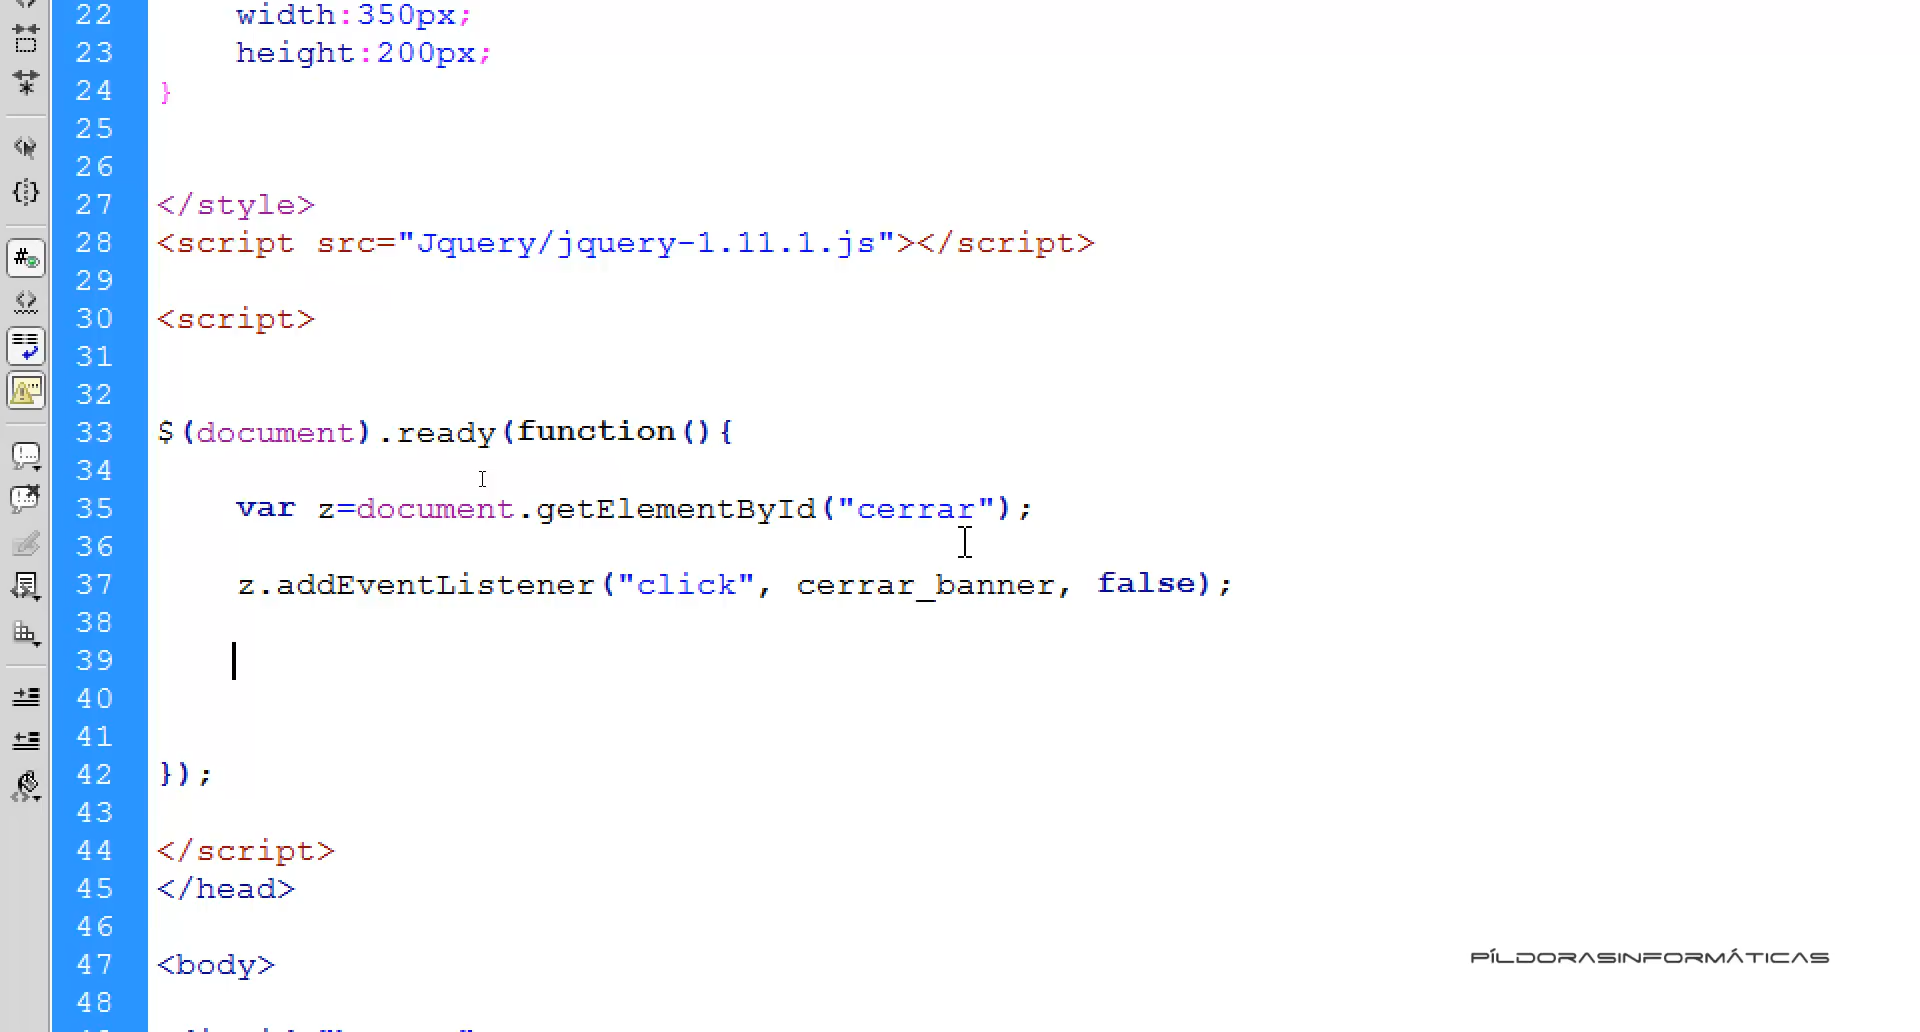 22 width:350px;
23 height:200px;
24 }
25
26
27 </style>
28 <script src="Jquery/jquery-1.11.1.js"></script>
29
30 <script>
31
32
33 $(document).ready(function(){
34
35 var z=document.getElementById("cerrar");
36
37 z.addEventListener("click", cerrar_banner, false);
38
39
40
41
42 });
43
44 </script>
45 </head>
46
47 <body>
48
PÍLDORASINFORMÁTICAS